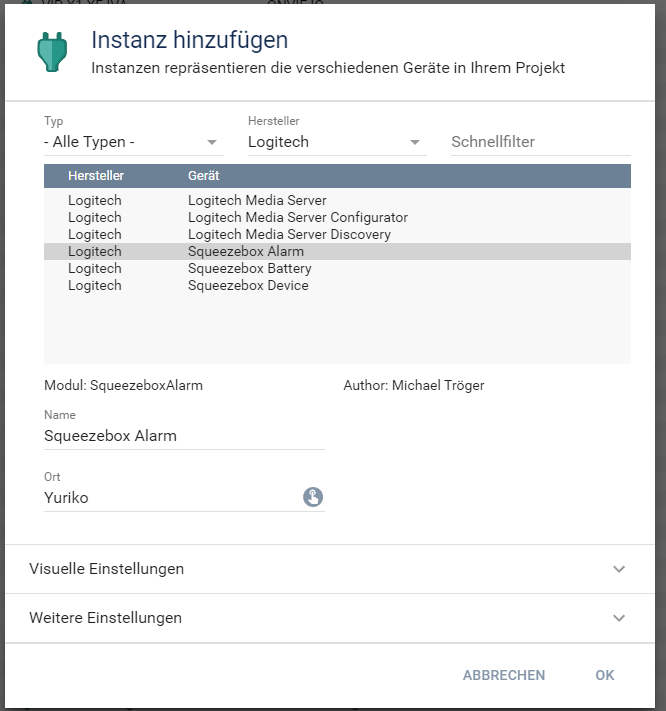 Instanz hinzufügen
Instanzen repräsentieren die verschiedenen Geräte in Ihrem Projekt
Typ Hersteller
- Alle Typen - Logitech Schnellfilter
Hersteller Gerät
Logitech Logitech Media Server
Logitech Logitech Media Server Configurator
Logitech Logitech Media Server Discovery
Logitech Squeezebox Alarm
Logitech Squeezebox Battery
Logitech Squeezebox Device
Modul: SqueezeboxAlarm Author: Michael Tröger
Name
Squeezebox Alarm
Ort
Yuriko
Visuelle Einstellungen
Weitere Einstellungen
ABBRECHEN OK